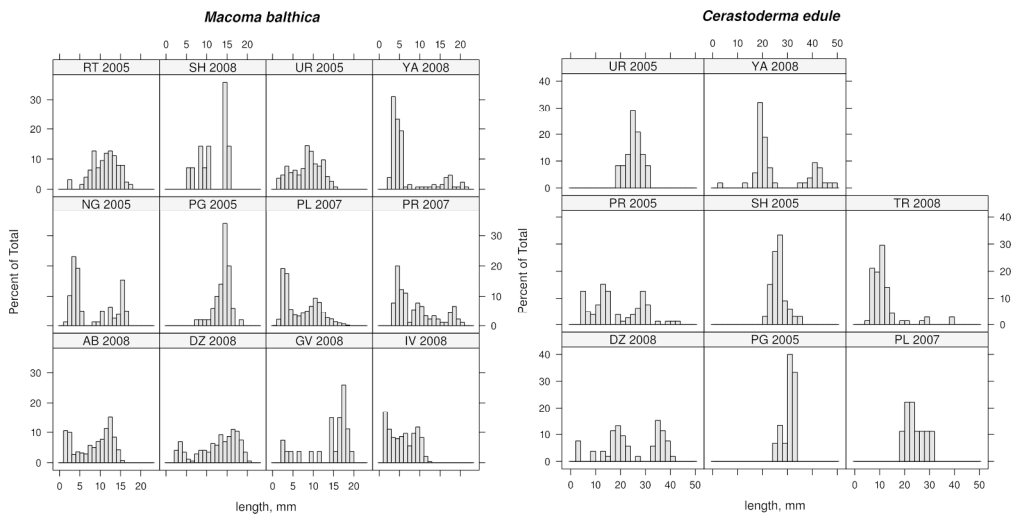 Macoma balthica
Cerastoderma edule
0 5 10 15 20
0 5 10 15 20
RT 2005
SH 2008
UR 2005
YA 2008
30
20
10
0
NG 2005
PG 2005
PL 2007
PR 2007
30
20
10
0
AB 2008
DZ 2008
GV 2008
IV 2008
30
20
10
0
0 5 10 15 20
0 5 10 15 20
Percent of Total
length, mm
0 10 20 30 40 50
UR 2005
YA 2008
40
30
20
10
0
PR 2005
SH 2005
TR 2008
40
30
20
10
0
DZ 2008
PG 2005
PL 2007
40
30
20
10
0
0 10 20 30 40 50
0 10 20 30 40 50
Percent of Total
length, mm